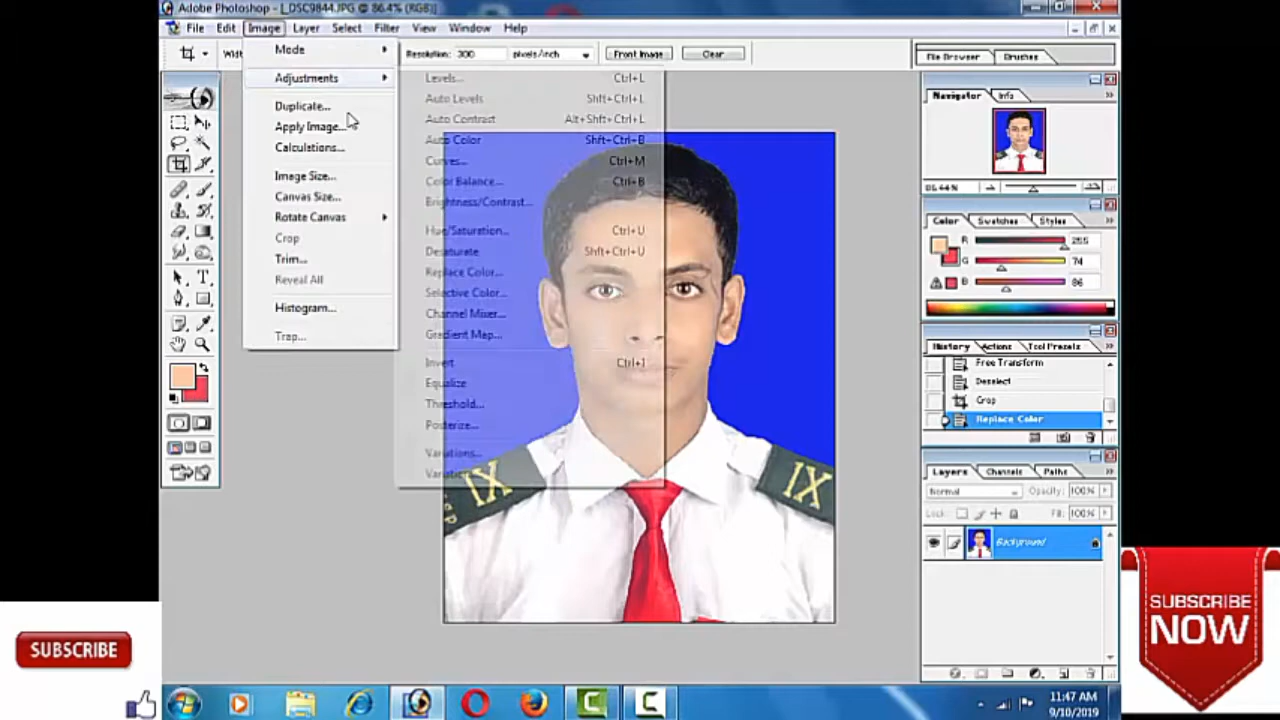 Adobe Photoshop - [_DSC9844.JPG @ 86.4% (RGB)]
File Edit Image Layer Select Filter View Window Help
Resolution: 300 pixels/inch Front Image Clear
File Browser Brushes
Mode
Adjustments
Duplicate...
Apply Image...
Calculations...
Image Size...
Canvas Size...
Rotate Canvas
Crop
Trim...
Reveal All
Histogram...
Trap...
Levels... Ctrl+L
Auto Levels Shft+Ctrl+L
Auto Contrast Alt+Shft+Ctrl+L
Auto Color Shft+Ctrl+B
Curves... Ctrl+M
Color Balance... Ctrl+B
Brightness/Contrast...
Hue/Saturation... Ctrl+U
Desaturate Shft+Ctrl+U
Replace Color...
Selective Color...
Channel Mixer...
Gradient Map...
Invert Ctrl+I
Equalize
Threshold...
Posterize...
Variations...
IX
IX
Navigator Info
Color Swatches Styles
R 255
G 74
B 86
History Actions Tool Presets
Free Transform
Deselect
Crop
Replace Color
Layers Channels Paths
Normal Opacity: 100%
Lock: Fill: 100%
Background
SUBSCRIBE
SUBSCRIBE
NOW
11:47 AM
9/10/2019